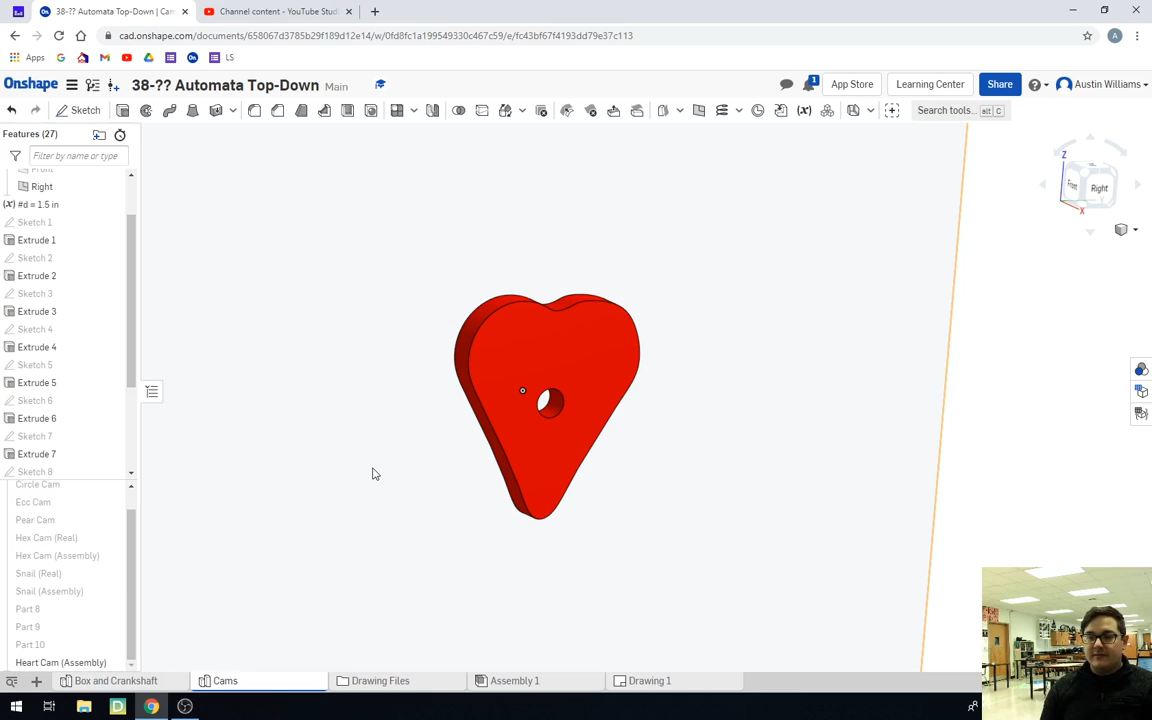 38-?? Automata Top-Down | Cam
Channel content - YouTube Studi
cad.onshape.com/documents/658067d3785b29f189d12e14/w/0fd8fc1a199549330c467c59/e/fc43bf67f4193dd79e37c113
A
Apps
LS
Onshape
38-?? Automata Top-Down Main
1
App Store
Learning Center
Share
Austin Williams
Sketch
Search tools...
alt C
Features (27)
Filter by name or type
Front
Right
(x) #d = 1.5 in
Sketch 1
Extrude 1
Sketch 2
Extrude 2
Sketch 3
Extrude 3
Sketch 4
Extrude 4
Sketch 5
Extrude 5
Sketch 6
Extrude 6
Sketch 7
Extrude 7
Sketch 8
Circle Cam
Ecc Cam
Pear Cam
Hex Cam (Real)
Hex Cam (Assembly)
Snail (Real)
Snail (Assembly)
Part 8
Part 9
Part 10
Heart Cam (Assembly)
Z
Front
Right
X
Box and Crankshaft
Cams
Drawing Files
Assembly 1
Drawing 1